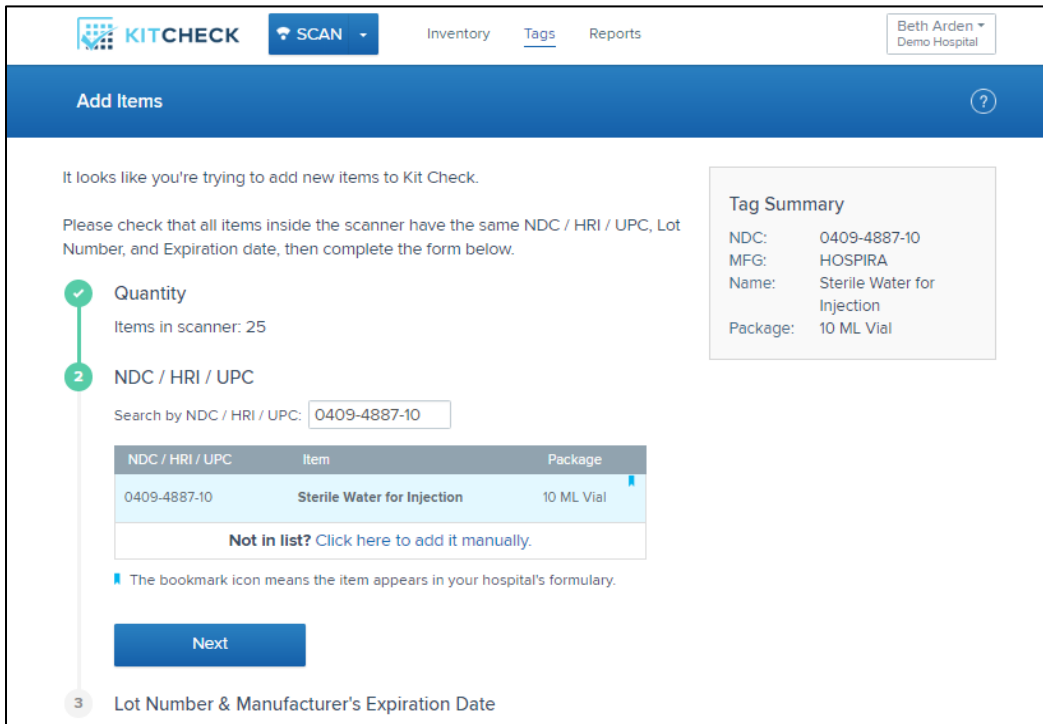 KITCHECK
SCAN
Inventory
Tags
Reports
Beth Arden
Demo Hospital
Add Items
?
It looks like you're trying to add new items to Kit Check.
Please check that all items inside the scanner have the same NDC / HRI / UPC, Lot
Number, and Expiration date, then complete the form below.
Quantity
Items in scanner: 25
2
NDC / HRI / UPC
Search by NDC / HRI / UPC: 0409-4887-10
NDC / HRI / UPC Item Package
0409-4887-10 Sterile Water for Injection 10 ML Vial
Not in list? Click here to add it manually.
The bookmark icon means the item appears in your hospital's formulary.
Next
3
Lot Number & Manufacturer's Expiration Date
Tag Summary
NDC: 0409-4887-10
MFG: HOSPIRA
Name: Sterile Water for
Injection
Package: 10 ML Vial